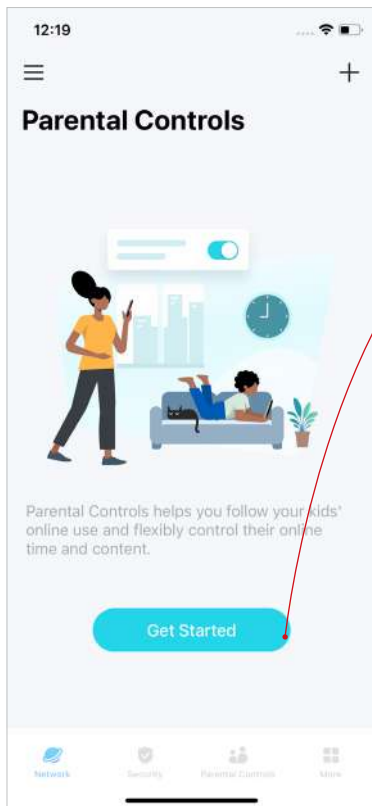 12:19
Parental Controls
Parental Controls helps you follow your kids'
online use and flexibly control their online
time and content.
Get Started
Network
Security
Parental Controls
More